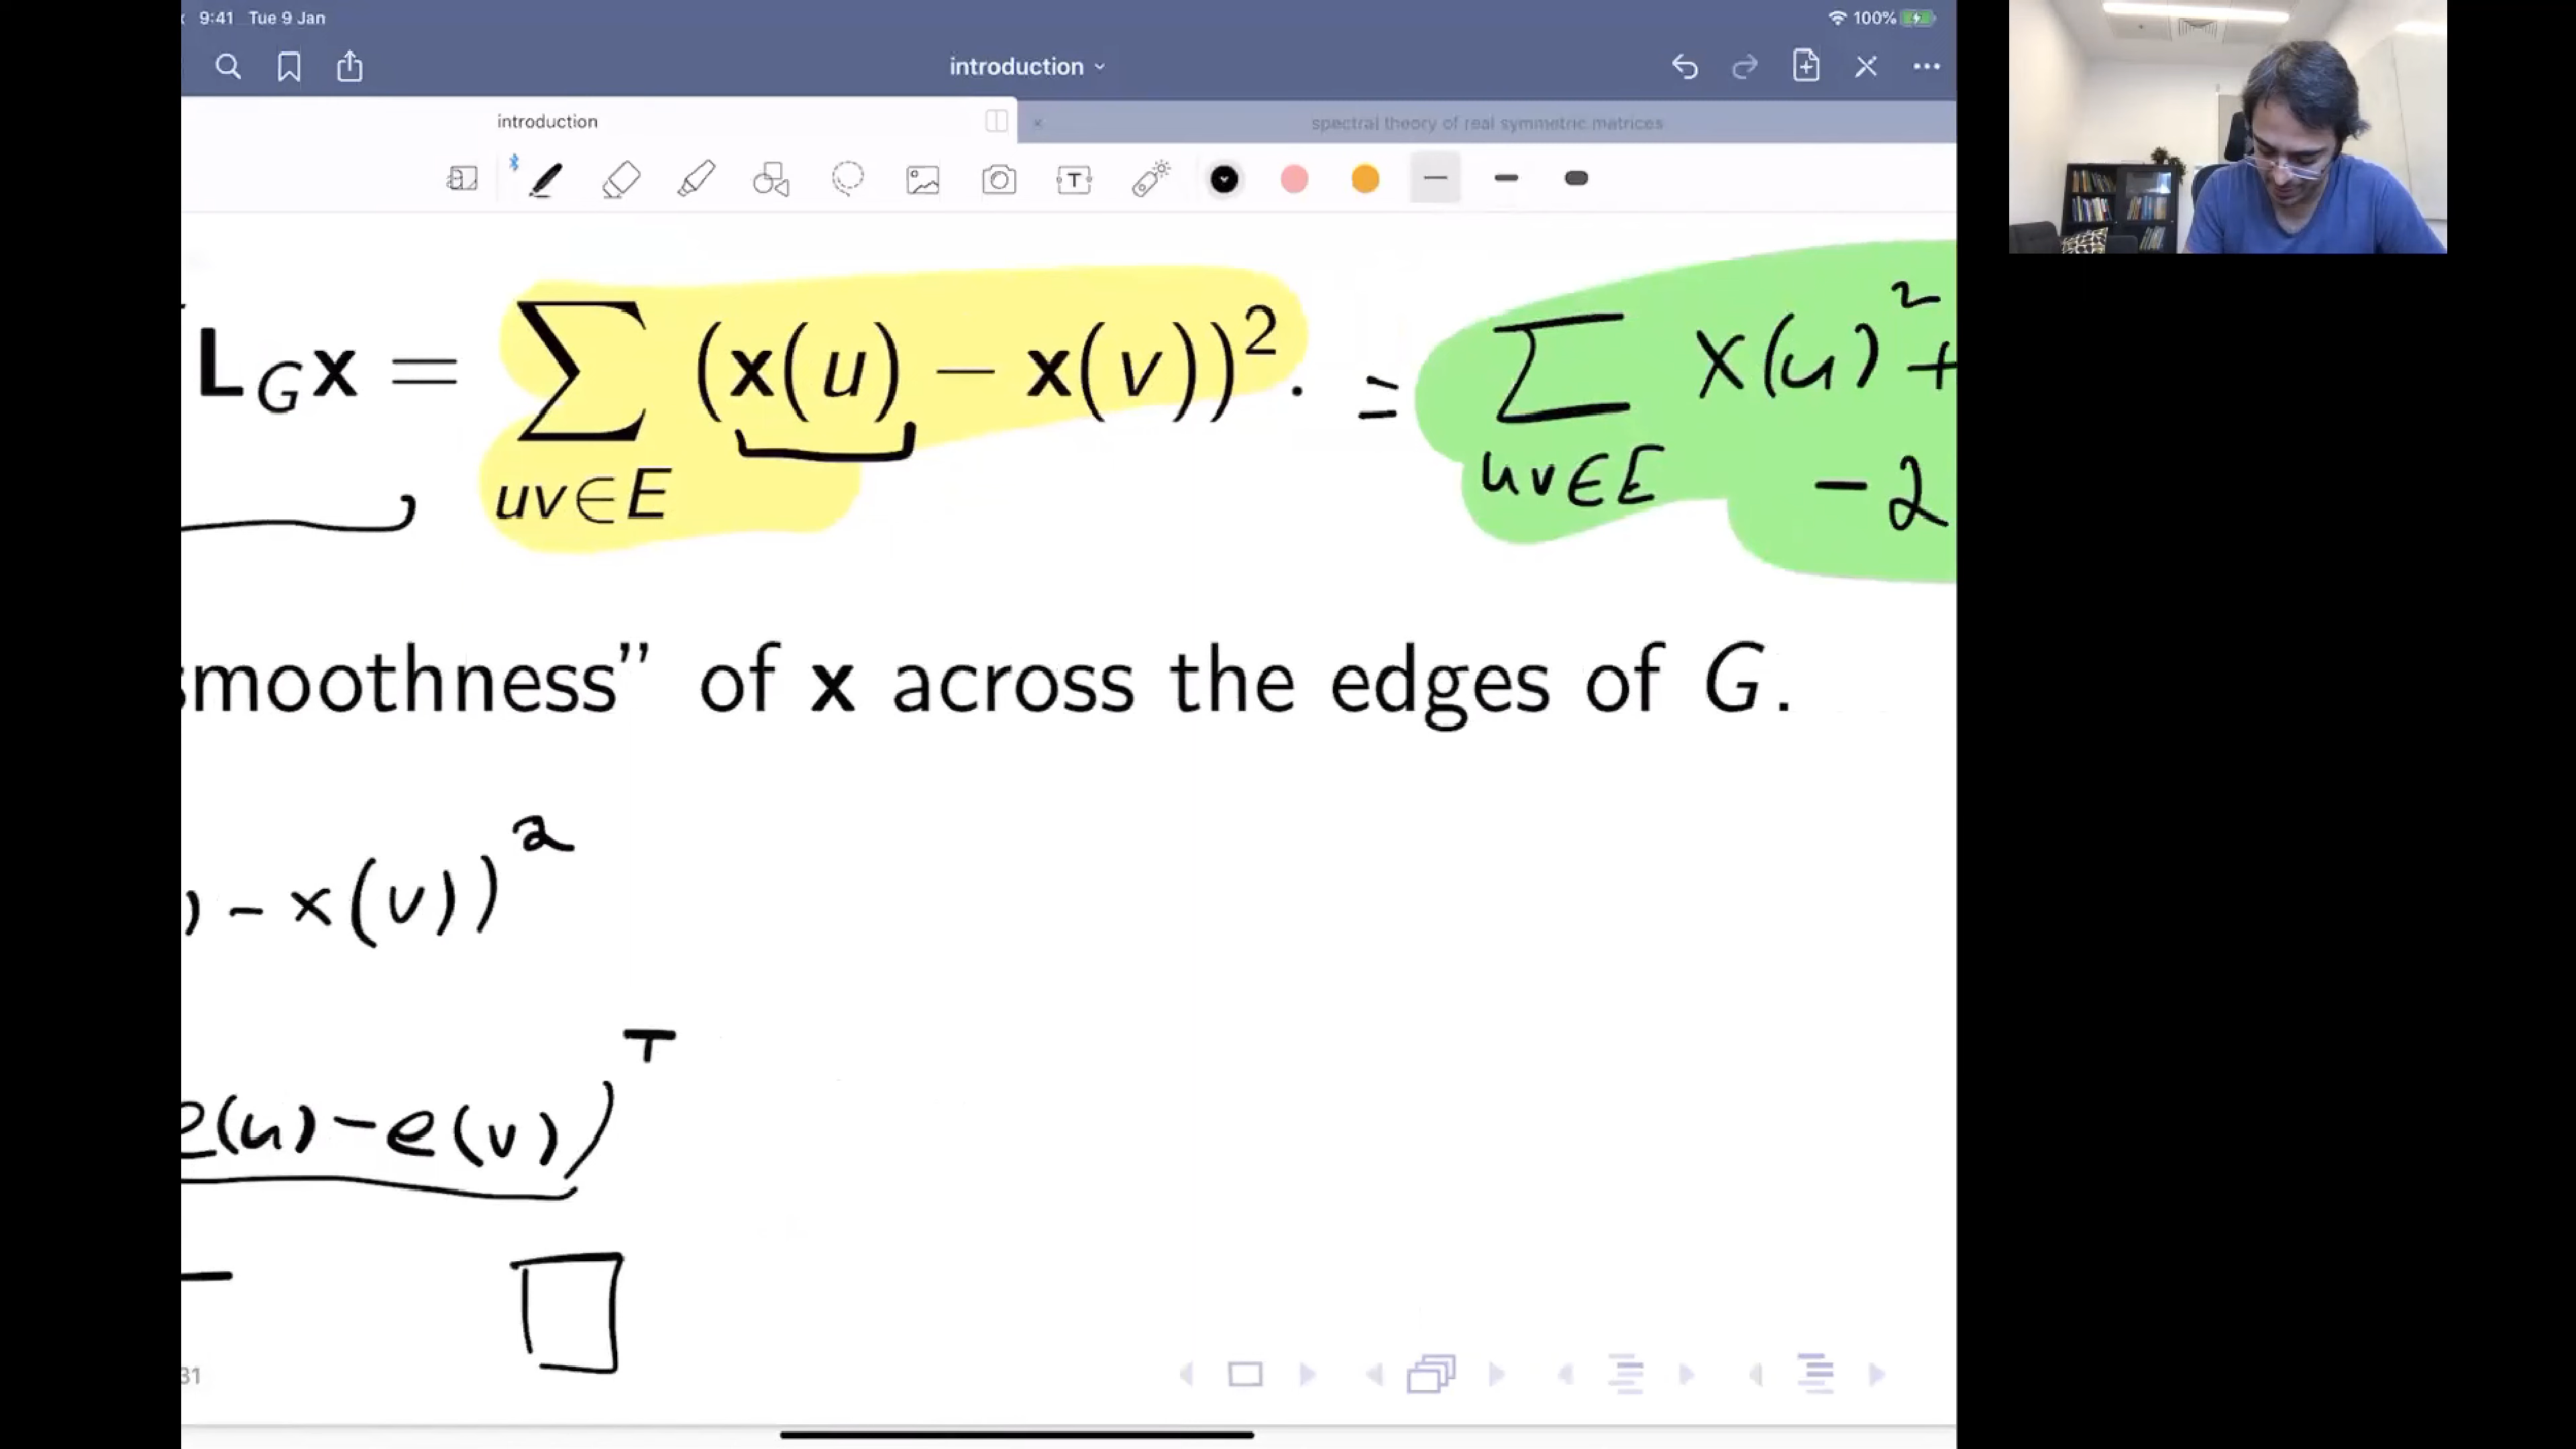 9:41 Tue 9 Jan 100%
introduction
introduction × spectral theory of real symmetric matrices
L_G x = ∑_{uv∈E} (x(u) − x(v))². = ∑_{uv∈E} x(u)² +
−2
smoothness” of x across the edges of G.
) − x(v))²
e(u) − e(v))ᵀ
31